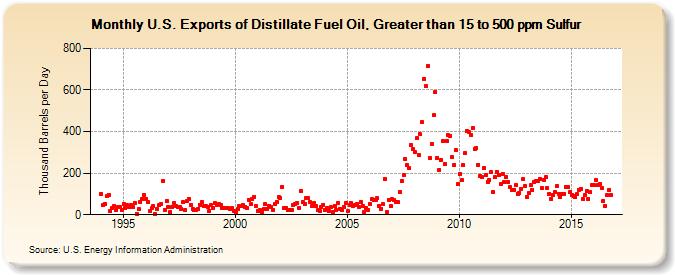 Monthly U.S. Exports of Distillate Fuel Oil, Greater than 15 to 500 ppm Sulfur
Thousand Barrels per Day
800
600
400
200
0
1995 2000 2005 2010 2015
Source: U.S. Energy Information Administration